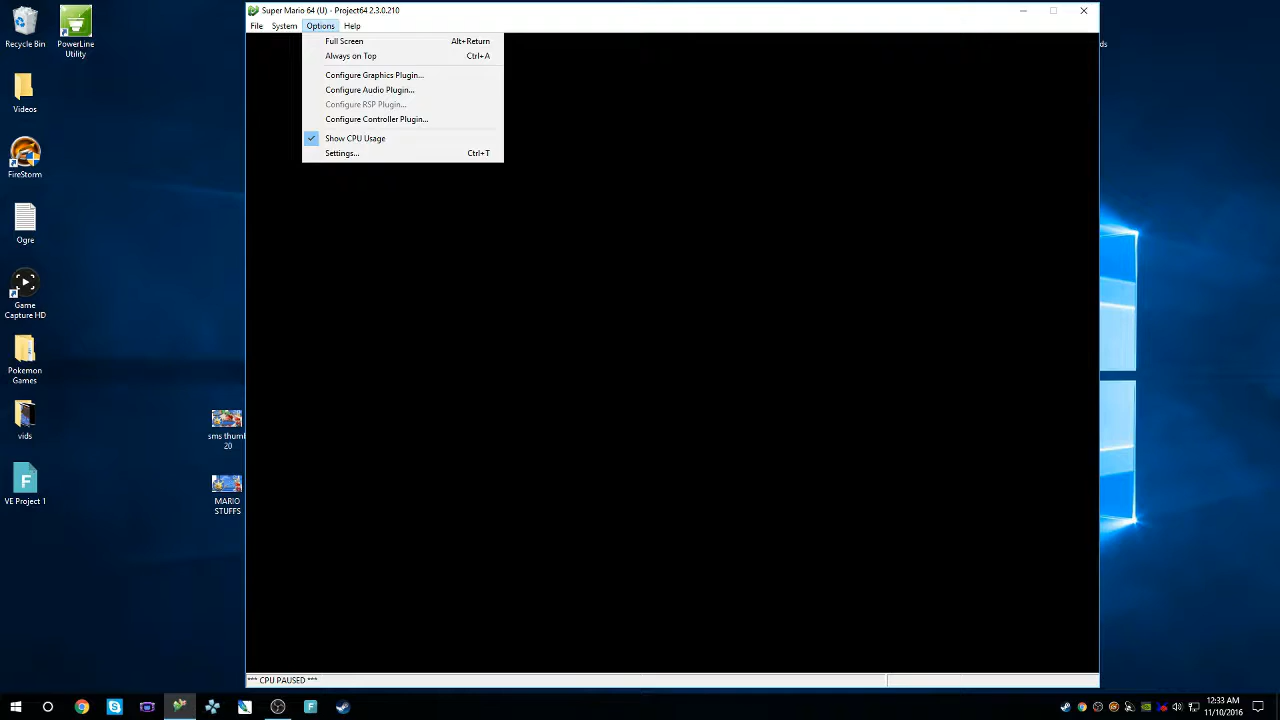 Super Mario 64 (U) - Project64 2.3.0.210
File System Options Help
Full Screen Alt+Return
Always on Top Ctrl+A
Configure Graphics Plugin...
Configure Audio Plugin...
Configure RSP Plugin...
Configure Controller Plugin...
Show CPU Usage
Settings... Ctrl+T
*** CPU PAUSED ***
Recycle Bin
PowerLine
Utility
Videos
FireStorm
Ogre
Game
Capture HD
Pokemon
Games
vids
VE Project 1
sms thum
20
MARIO
STUFFS
ds
F
F
12:33 AM
11/10/2016